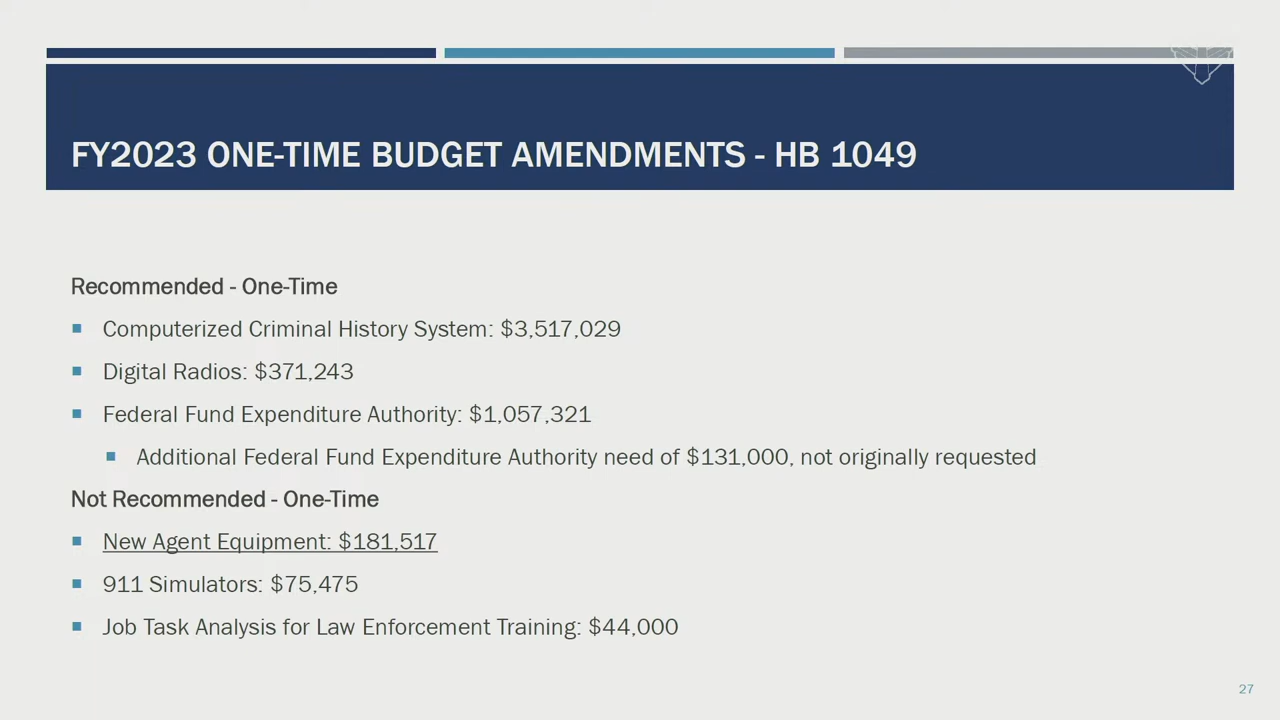 FY2023 ONE-TIME BUDGET AMENDMENTS - HB 1049
Recommended - One-Time
Computerized Criminal History System: $3,517,029
Digital Radios: $371,243
Federal Fund Expenditure Authority: $1,057,321
Additional Federal Fund Expenditure Authority need of $131,000, not originally requested
Not Recommended - One-Time
New Agent Equipment: $181,517
911 Simulators: $75,475
Job Task Analysis for Law Enforcement Training: $44,000
27